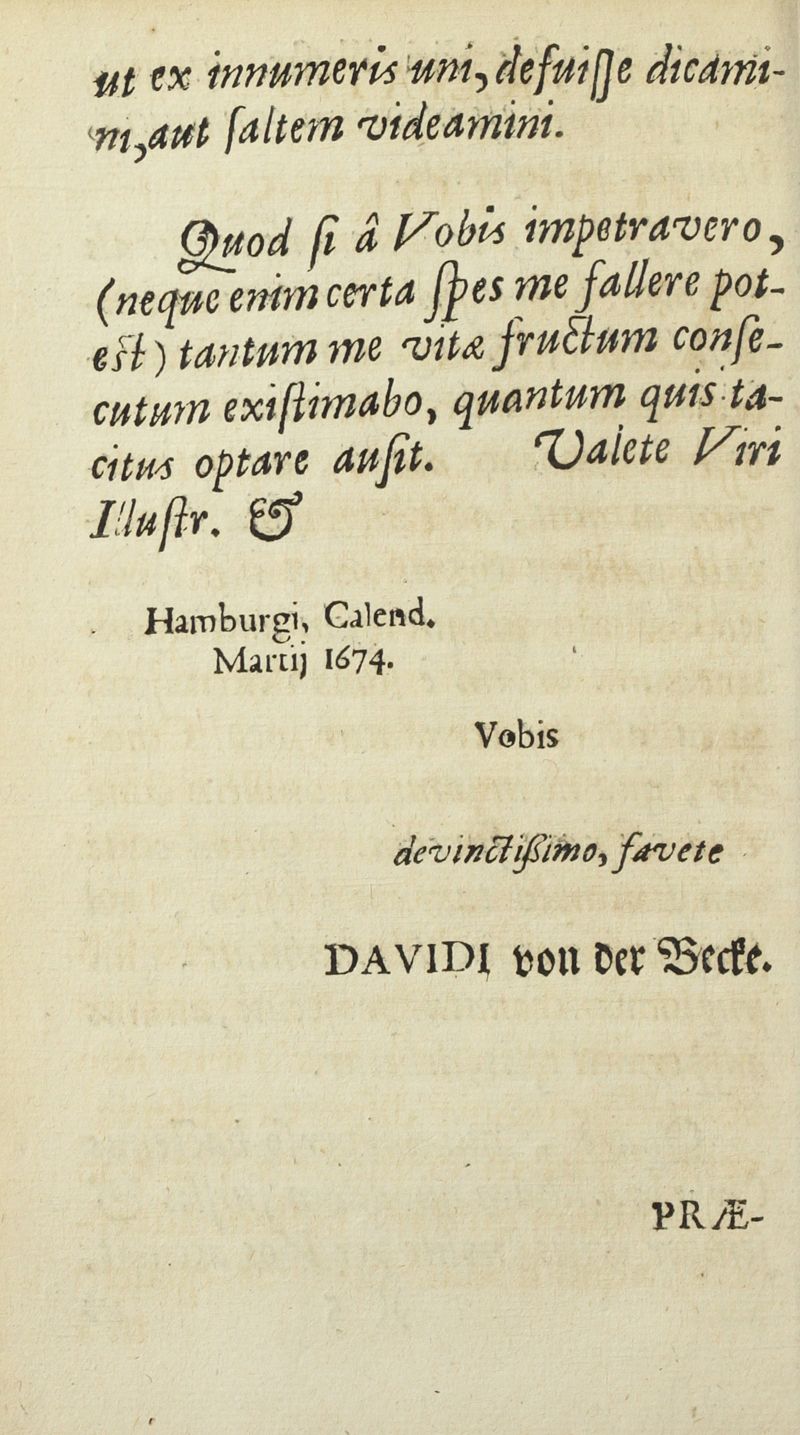 ut ex innumeris uni, defuiſſe dicami-
ni, aut ſaltem videamini.
Quod ſi â Vobis impetravero,
(neque enim certa ſpes me fallere pot-
eſt) tantum me vitæ fructum conſe-
cutum exiſtimabo, quantum quis ta-
citus optare auſit. Valete Viri
Illuſtr. &
Hamburgi, Calend.
Martij 1674.
Vobis
devinctiſſimo, favete
DAVIDI von der Becke.
PRÆ-